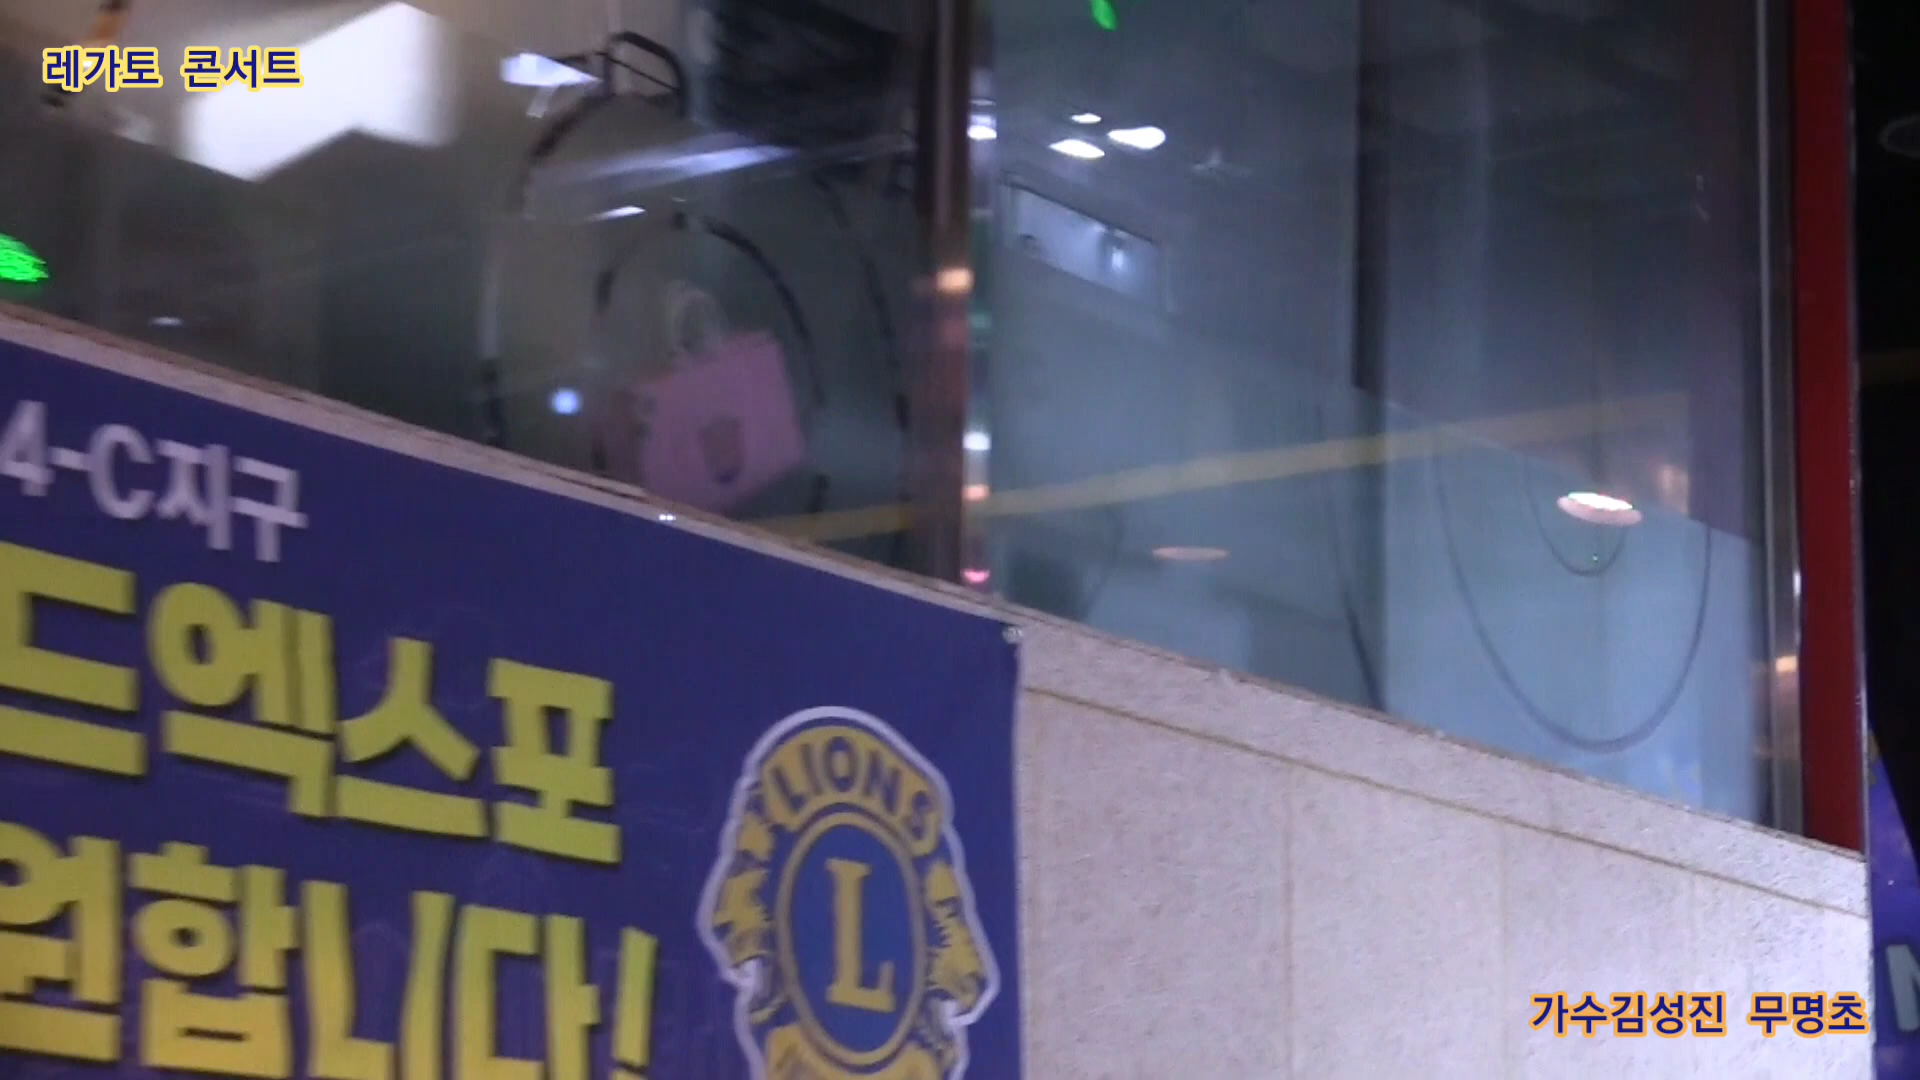 레가토 콘서트
4-C지구
드엑스포
원합니다!
LIONS
L
가수김성진 무명초